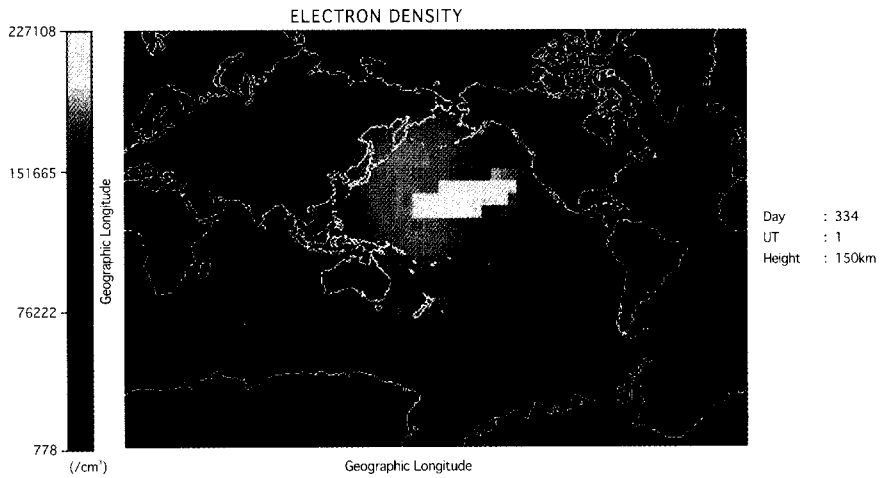 ELECTRON DENSITY
227108
151665
76222
778
(/cm³)
Geographic Longitude
Geographic Longitude
Day : 334
UT : 1
Height : 150km